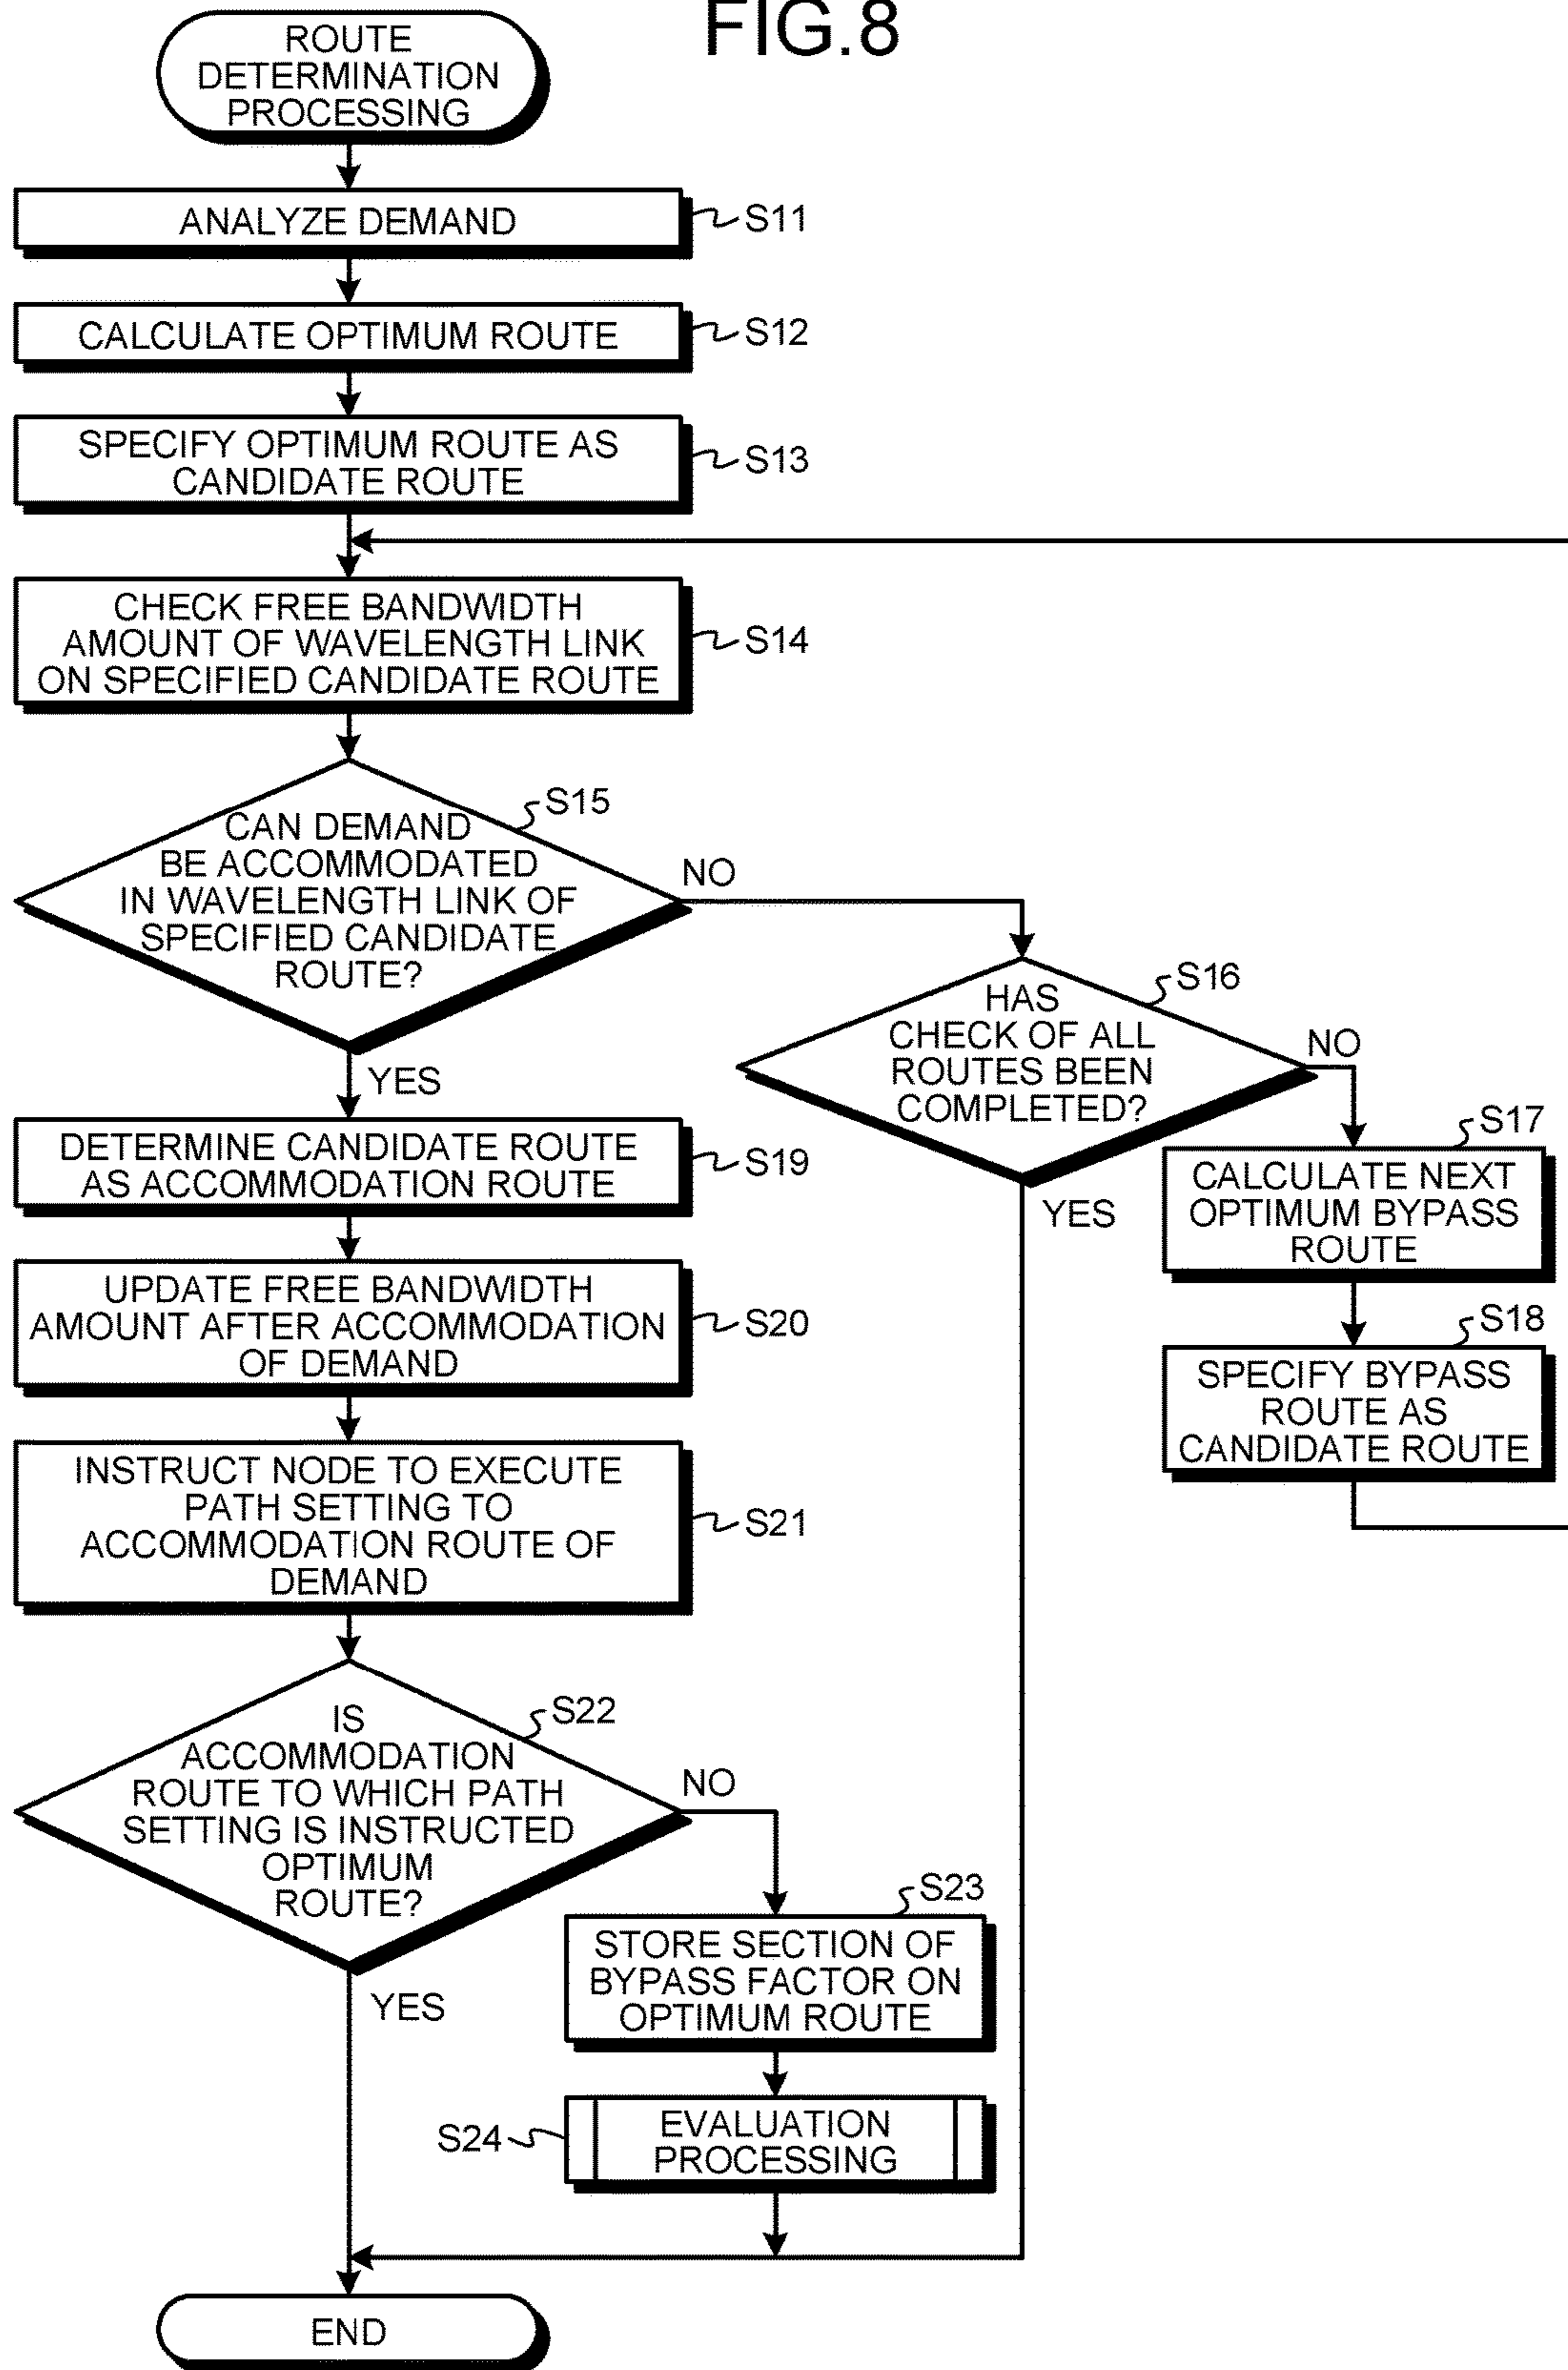 FIG.8
ROUTE
DETERMINATION
PROCESSING
ANALYZE DEMAND
S11
CALCULATE OPTIMUM ROUTE
S12
SPECIFY OPTIMUM ROUTE AS
CANDIDATE ROUTE
S13
CHECK FREE BANDWIDTH
AMOUNT OF WAVELENGTH LINK
ON SPECIFIED CANDIDATE ROUTE
S14
S15
CAN DEMAND
BE ACCOMMODATED
IN WAVELENGTH LINK OF
SPECIFIED CANDIDATE
ROUTE?
NO
YES
S16
HAS
CHECK OF ALL
ROUTES BEEN
COMPLETED?
NO
YES
S17
CALCULATE NEXT
OPTIMUM BYPASS
ROUTE
S18
SPECIFY BYPASS
ROUTE AS
CANDIDATE ROUTE
DETERMINE CANDIDATE ROUTE
AS ACCOMMODATION ROUTE
S19
UPDATE FREE BANDWIDTH
AMOUNT AFTER ACCOMMODATION
OF DEMAND
S20
INSTRUCT NODE TO EXECUTE
PATH SETTING TO
ACCOMMODATION ROUTE OF
DEMAND
S21
S22
IS
ACCOMMODATION
ROUTE TO WHICH PATH
SETTING IS INSTRUCTED
OPTIMUM
ROUTE?
NO
YES
S23
STORE SECTION OF
BYPASS FACTOR ON
OPTIMUM ROUTE
S24
EVALUATION
PROCESSING
END